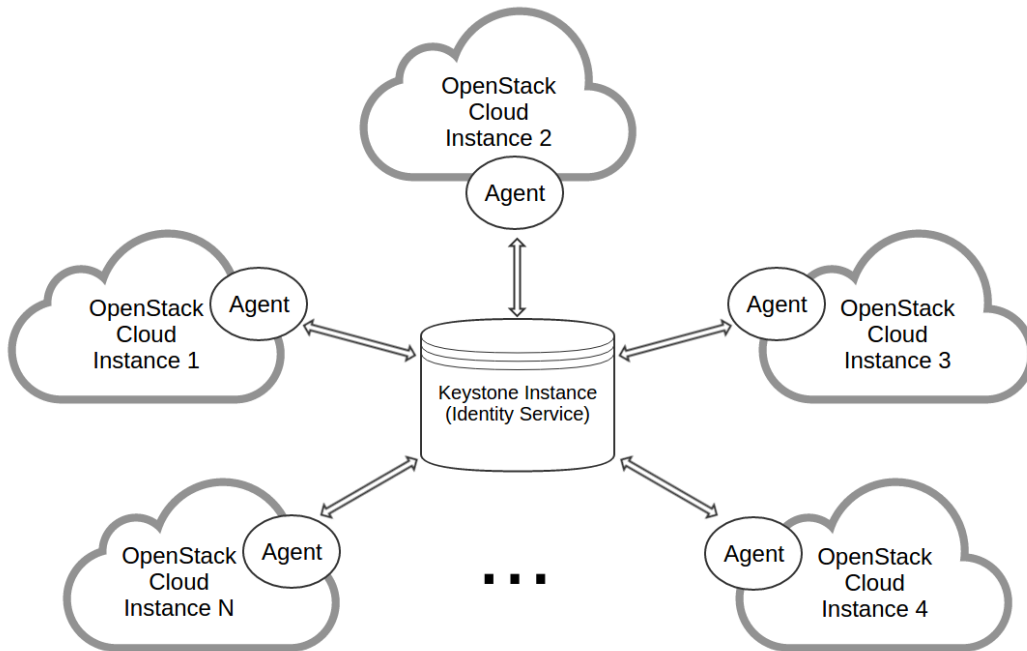 OpenStack
Cloud
Instance 2
Agent
OpenStack
Cloud
Instance 1
Agent
Agent
OpenStack
Cloud
Instance 3
Keystone Instance
(Identity Service)
OpenStack
Cloud
Instance N
Agent
...
Agent
OpenStack
Cloud
Instance 4